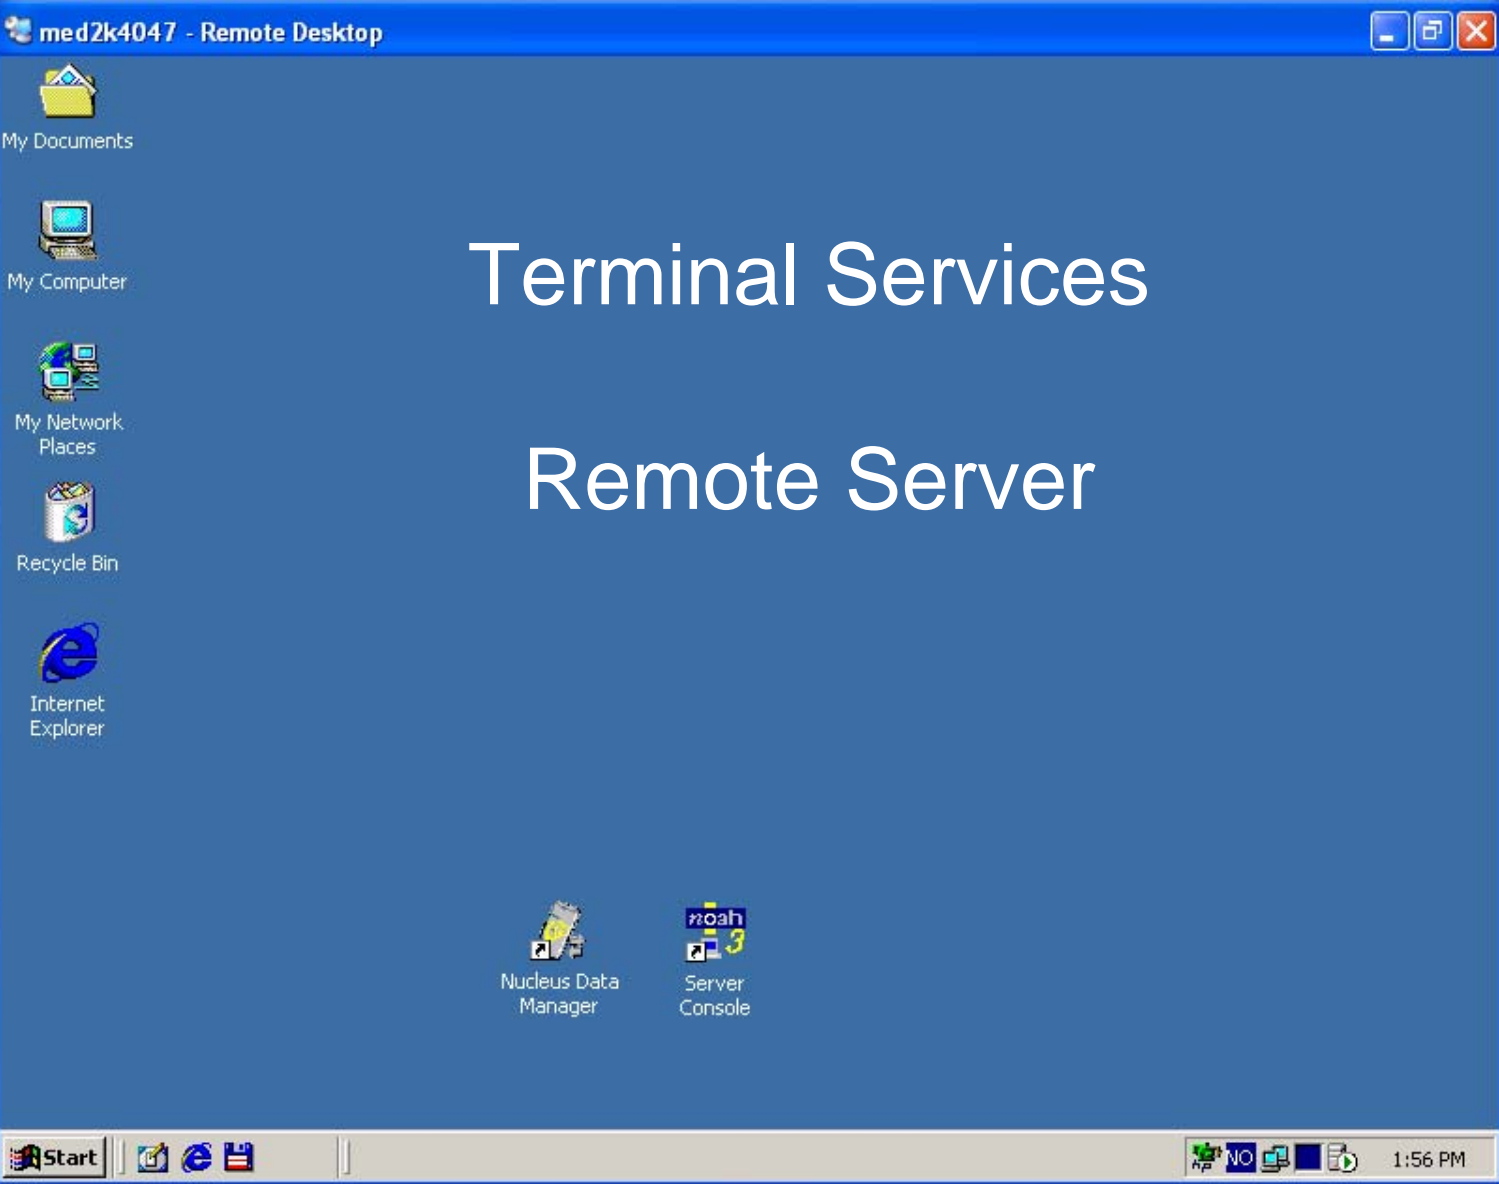 med2k4047 - Remote Desktop
My Documents
My Computer
My Network
Places
Recycle Bin
Internet
Explorer
Terminal Services
Remote Server
Nucleus Data
Manager
noah
3
Server
Console
Start
NO
1:56 PM